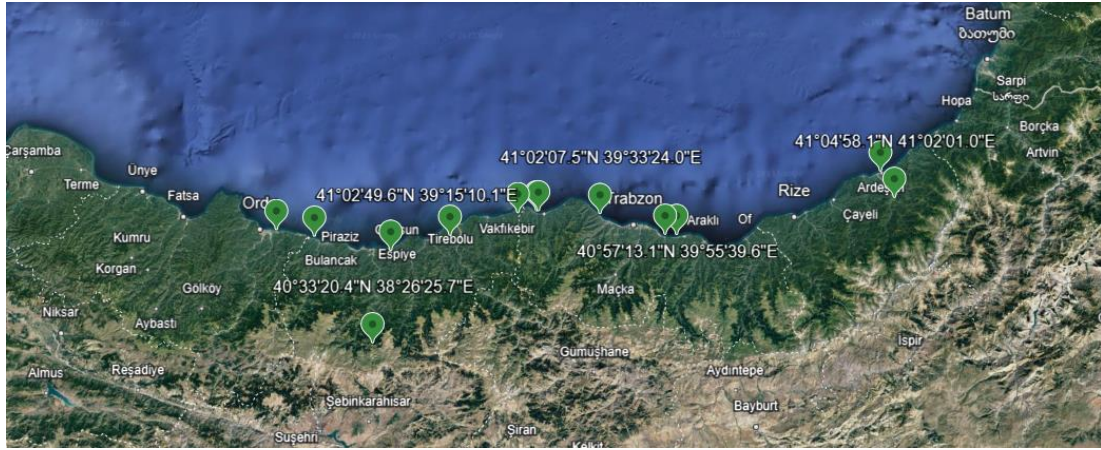 Batum
ბათუმი
Sarpi
სარფი
Hopa
Borçka
Artvin
41°04'58.1"N 41°02'01.0"E
Çarşamba
Ünye
Terme
Fatsa
41°02'07.5"N 39°33'24.0"E
41°02'49.6"N 39°15'10.1"E
Trabzon
Rize
Çayeli
Piraziz
Tirebolu
Vakfıkebir
Araklı
Of
Kumru
Bulancak
Espiye
40°57'13.1"N 39°55'39.6"E
Korgan
Gölköy
40°33'20.4"N 38°26'25.7"E
Maçka
Niksar
Aybastı
İspir
Gümüşhane
Almus
Reşadiye
Aydıntepe
Şebinkarahisar
Bayburt
Suşehri
Şiran
Kelkit